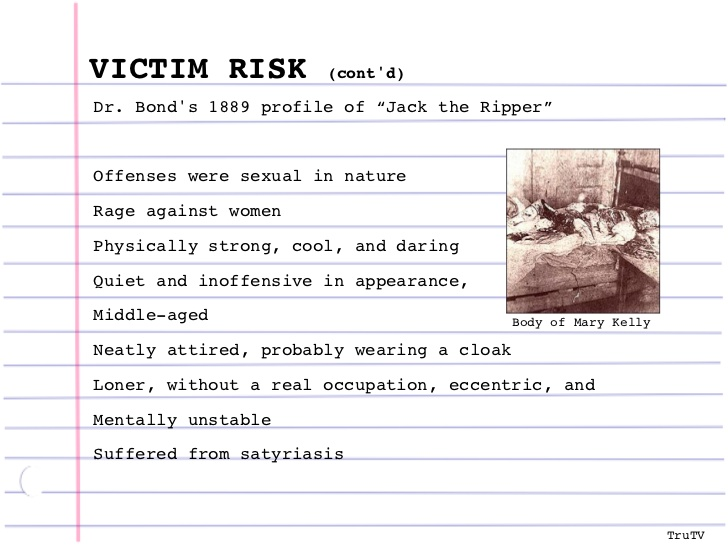 VICTIM RISK (cont'd)
Dr. Bond's 1889 profile of “Jack the Ripper”
Offenses were sexual in nature
Rage against women
Physically strong, cool, and daring
Quiet and inoffensive in appearance,
Middle-aged
Body of Mary Kelly
Neatly attired, probably wearing a cloak
Loner, without a real occupation, eccentric, and
Mentally unstable
Suffered from satyriasis
TruTV